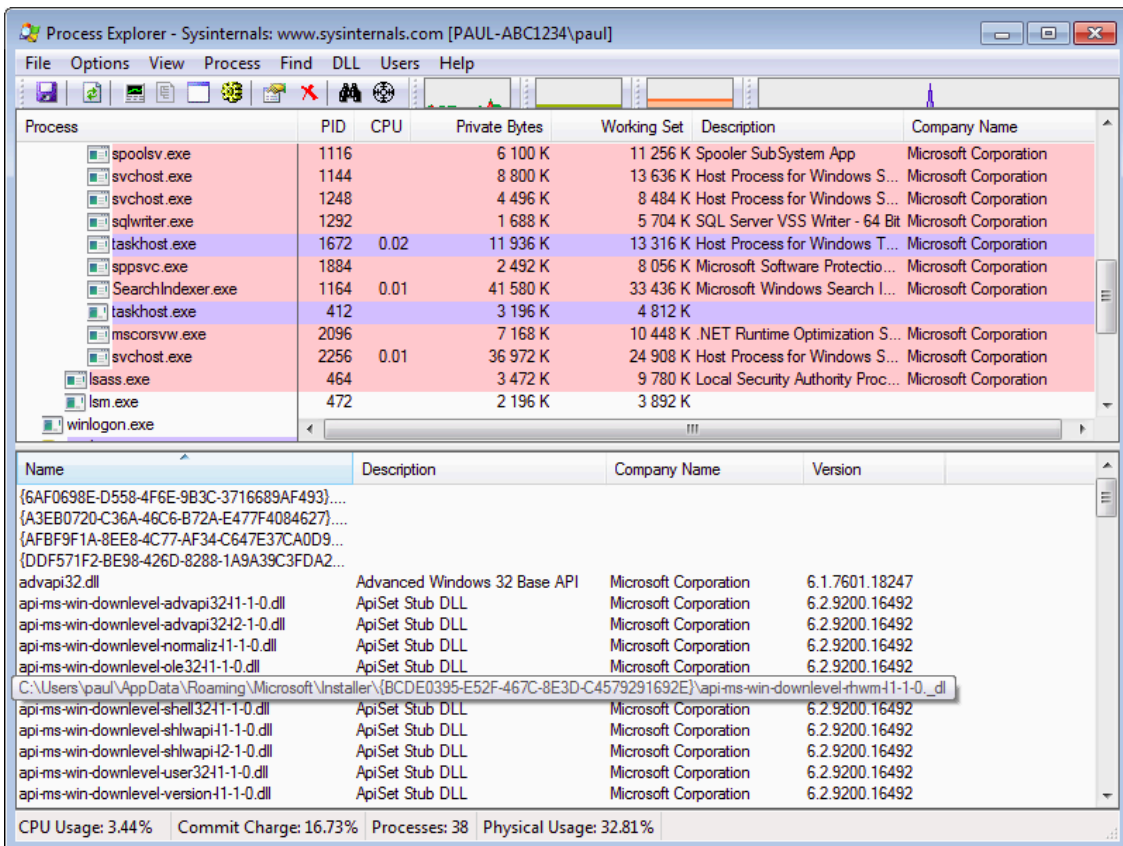 Process Explorer - Sysinternals: www.sysinternals.com [PAUL-ABC1234\paul]
File Options View Process Find DLL Users Help
Process PID CPU Private Bytes Working Set Description Company Name
spoolsv.exe 1116 6 100 K 11 256 K Spooler SubSystem App Microsoft Corporation
svchost.exe 1144 8 800 K 13 636 K Host Process for Windows S... Microsoft Corporation
svchost.exe 1248 4 496 K 8 484 K Host Process for Windows S... Microsoft Corporation
sqlwriter.exe 1292 1 688 K 5 704 K SQL Server VSS Writer - 64 Bit Microsoft Corporation
taskhost.exe 1672 0.02 11 936 K 13 316 K Host Process for Windows T... Microsoft Corporation
sppsvc.exe 1884 2 492 K 8 056 K Microsoft Software Protectio... Microsoft Corporation
SearchIndexer.exe 1164 0.01 41 580 K 33 436 K Microsoft Windows Search I... Microsoft Corporation
taskhost.exe 412 3 196 K 4 812 K
mscorsvw.exe 2096 7 168 K 10 448 K .NET Runtime Optimization S... Microsoft Corporation
svchost.exe 2256 0.01 36 972 K 24 908 K Host Process for Windows S... Microsoft Corporation
lsass.exe 464 3 472 K 9 780 K Local Security Authority Proc... Microsoft Corporation
lsm.exe 472 2 196 K 3 892 K
winlogon.exe
Name Description Company Name Version
{6AF0698E-D558-4F6E-9B3C-3716689AF493}....
{A3EB0720-C36A-46C6-B72A-E477F4084627}....
{AFBF9F1A-8EE8-4C77-AF34-C647E37CA0D9...
{DDF571F2-BE98-426D-8288-1A9A39C3FDA2...
advapi32.dll Advanced Windows 32 Base API Microsoft Corporation 6.1.7601.18247
api-ms-win-downlevel-advapi32-l1-1-0.dll ApiSet Stub DLL Microsoft Corporation 6.2.9200.16492
api-ms-win-downlevel-advapi32-l2-1-0.dll ApiSet Stub DLL Microsoft Corporation 6.2.9200.16492
api-ms-win-downlevel-normaliz-l1-1-0.dll ApiSet Stub DLL Microsoft Corporation 6.2.9200.16492
api-ms-win-downlevel-ole32-l1-1-0.dll ApiSet Stub DLL Microsoft Corporation 6.2.9200.16492
C:\Users\paul\AppData\Roaming\Microsoft\Installer\{BCDE0395-E52F-467C-8E3D-C4579291692E}\api-ms-win-downlevel-rhwm-l1-1-0._dl
api-ms-win-downlevel-shell32-l1-1-0.dll ApiSet Stub DLL Microsoft Corporation 6.2.9200.16492
api-ms-win-downlevel-shlwapi-l1-1-0.dll ApiSet Stub DLL Microsoft Corporation 6.2.9200.16492
api-ms-win-downlevel-shlwapi-l2-1-0.dll ApiSet Stub DLL Microsoft Corporation 6.2.9200.16492
api-ms-win-downlevel-user32-l1-1-0.dll ApiSet Stub DLL Microsoft Corporation 6.2.9200.16492
api-ms-win-downlevel-version-l1-1-0.dll ApiSet Stub DLL Microsoft Corporation 6.2.9200.16492
CPU Usage: 3.44% Commit Charge: 16.73% Processes: 38 Physical Usage: 32.81%